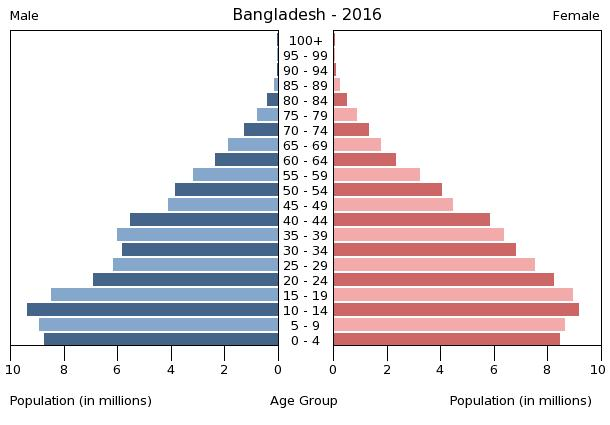 Male Bangladesh - 2016 Female
100+
95 - 99
90 - 94
85 - 89
80 - 84
75 - 79
70 - 74
65 - 69
60 - 64
55 - 59
50 - 54
45 - 49
40 - 44
35 - 39
30 - 34
25 - 29
20 - 24
15 - 19
10 - 14
5 - 9
0 - 4
10 8 6 4 2 0 0 2 4 6 8 10
Population (in millions) Age Group Population (in millions)